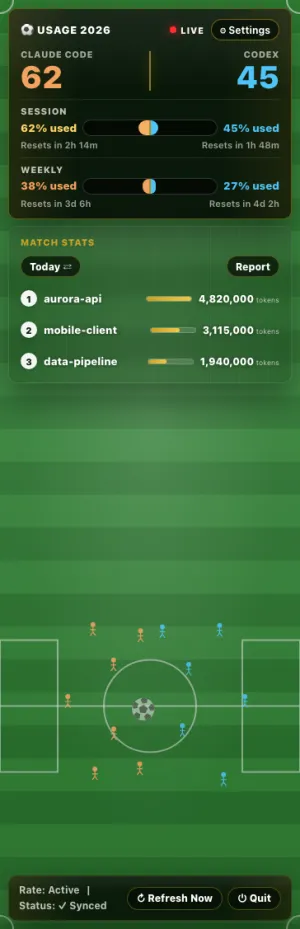 ⚽ USAGE 2026 LIVE ⚙ Settings
CLAUDE CODE CODEX
62 45
SESSION
62% used 45% used
Resets in 2h 14m Resets in 1h 48m
WEEKLY
38% used 27% used
Resets in 3d 6h Resets in 4d 2h
MATCH STATS
Today ⇄ Report
1 aurora-api 4,820,000 tokens
2 mobile-client 3,115,000 tokens
3 data-pipeline 1,940,000 tokens
Rate: Active |
Status: ✓ Synced
↻ Refresh Now ⏻ Quit